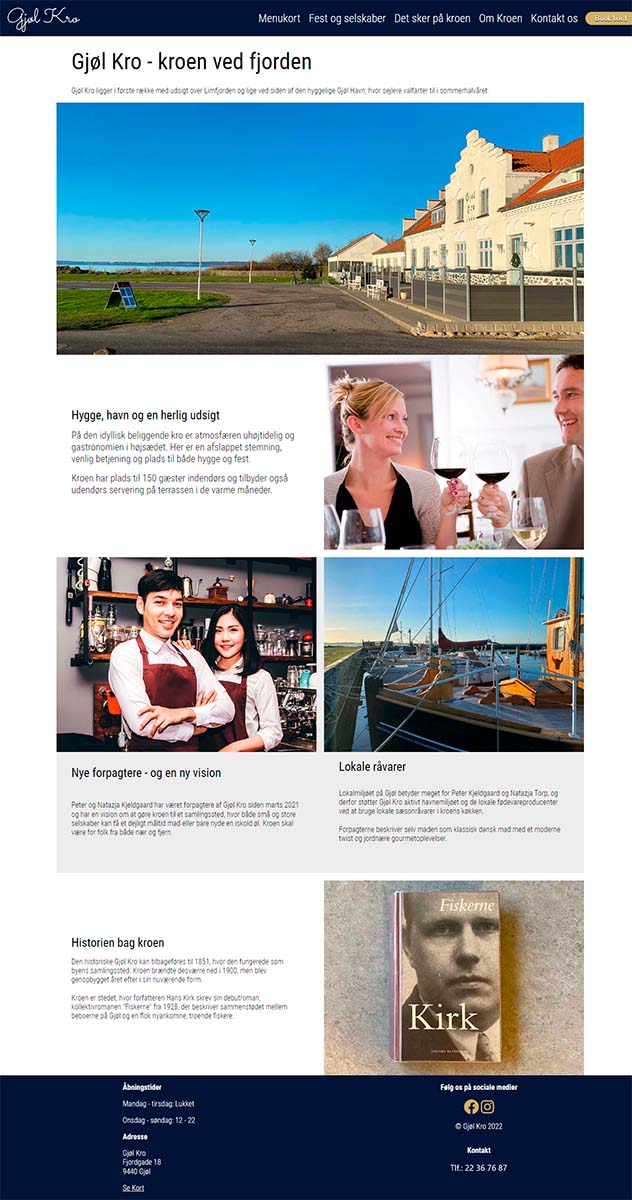 Gjøl Kro
Menukort Fest og selskaber Det sker på kroen Om Kroen Kontakt os Book bord
Gjøl Kro - kroen ved fjorden
Gjøl Kro ligger i første række med udsigt over Limfjorden og lige ved siden af den hyggelige Gjøl Havn, hvor sejlere valfarter til i sommerhalvåret.
Gjøl
Kro
Hygge, havn og en herlig udsigt
På den idyllisk beliggende kro er atmosfæren uhøjtidelig og
gastronomien i højsædet. Her er en afslappet stemning,
venlig betjening og plads til både hygge og fest.
Kroen har plads til 150 gæster indendørs og tilbyder også
udendørs servering på terrassen i de varme måneder.
Nye forpagtere - og en ny vision
Peter og Natazja Kjeldgaard har været forpagtere af Gjøl Kro siden marts 2021
og har en vision om at gøre kroen til et samlingssted, hvor både små og store
selskaber kan få et dejligt måltid mad eller bare nyde en iskold øl. Kroen skal
være for folk fra både nær og fjern.
Lokale råvarer
Lokalmiljøet på Gjøl betyder meget for Peter Kjeldgaard og Natazja Torp, og
derfor støtter Gjøl Kro aktivt havnemiljøet og de lokale fødevareproducenter
ved at bruge lokale sæsonråvarer i kroens køkken.
Forpagterne beskriver selv maden som klassisk dansk mad med et moderne
twist og jordnære gourmetoplevelser.
Historien bag kroen
Den historiske Gjøl Kro kan tilbageføres til 1851, hvor den fungerede som
byens samlingssted. Kroen brændte desværre ned i 1900, men blev
genopbygget året efter i sin nuværende form.
Kroen er stedet, hvor forfatteren Hans Kirk skrev sin debutroman,
kollektivromanen "Fiskerne" fra 1928, der beskriver sammenstødet mellem
beboerne på Gjøl og en flok nyankomne, troende fiskere.
Fiskerne
Kirk
Åbningstider
Mandag - tirsdag: Lukket
Onsdag - søndag: 12 - 22
Adresse
Gjøl Kro
Fjordgade 18
9440 Gjøl
Se Kort
Følg os på sociale medier
© Gjøl Kro 2022
Kontakt
Tlf.: 22 36 76 87